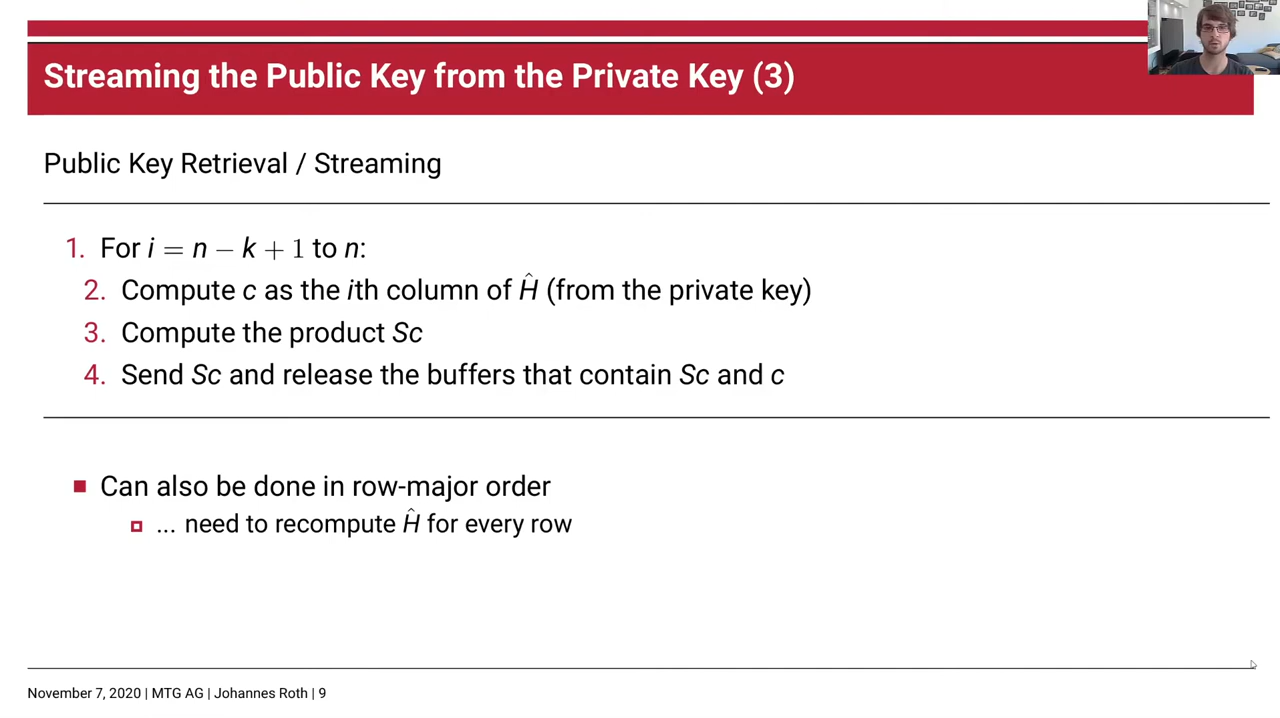 Streaming the Public Key from the Private Key (3)
Public Key Retrieval / Streaming
1. For i = n − k + 1 to n:
2. Compute c as the ith column of Ĥ (from the private key)
3. Compute the product Sc
4. Send Sc and release the buffers that contain Sc and c
Can also be done in row-major order
... need to recompute Ĥ for every row
November 7, 2020 | MTG AG | Johannes Roth | 9